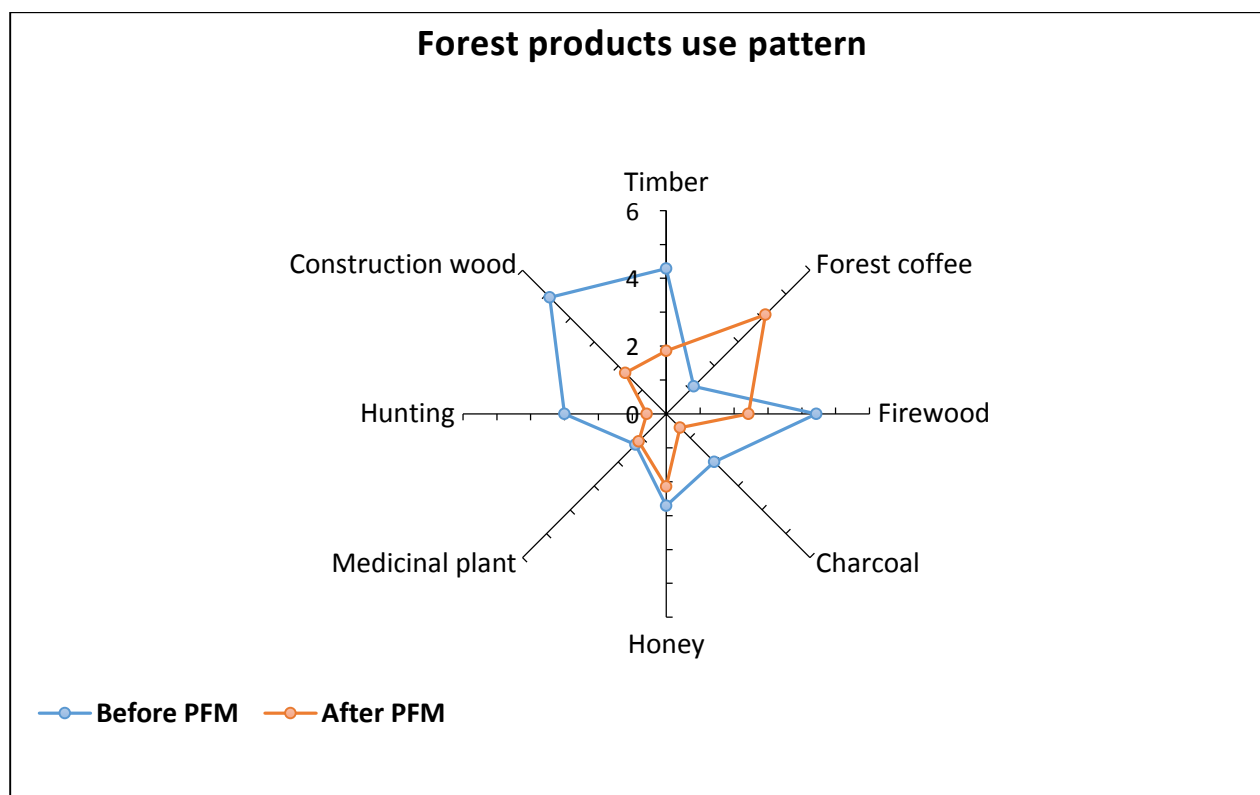 Forest products use pattern
Timber
6
Construction wood
Forest coffee
4
2
Hunting
0
Firewood
Medicinal plant
Charcoal
Honey
Before PFM
After PFM